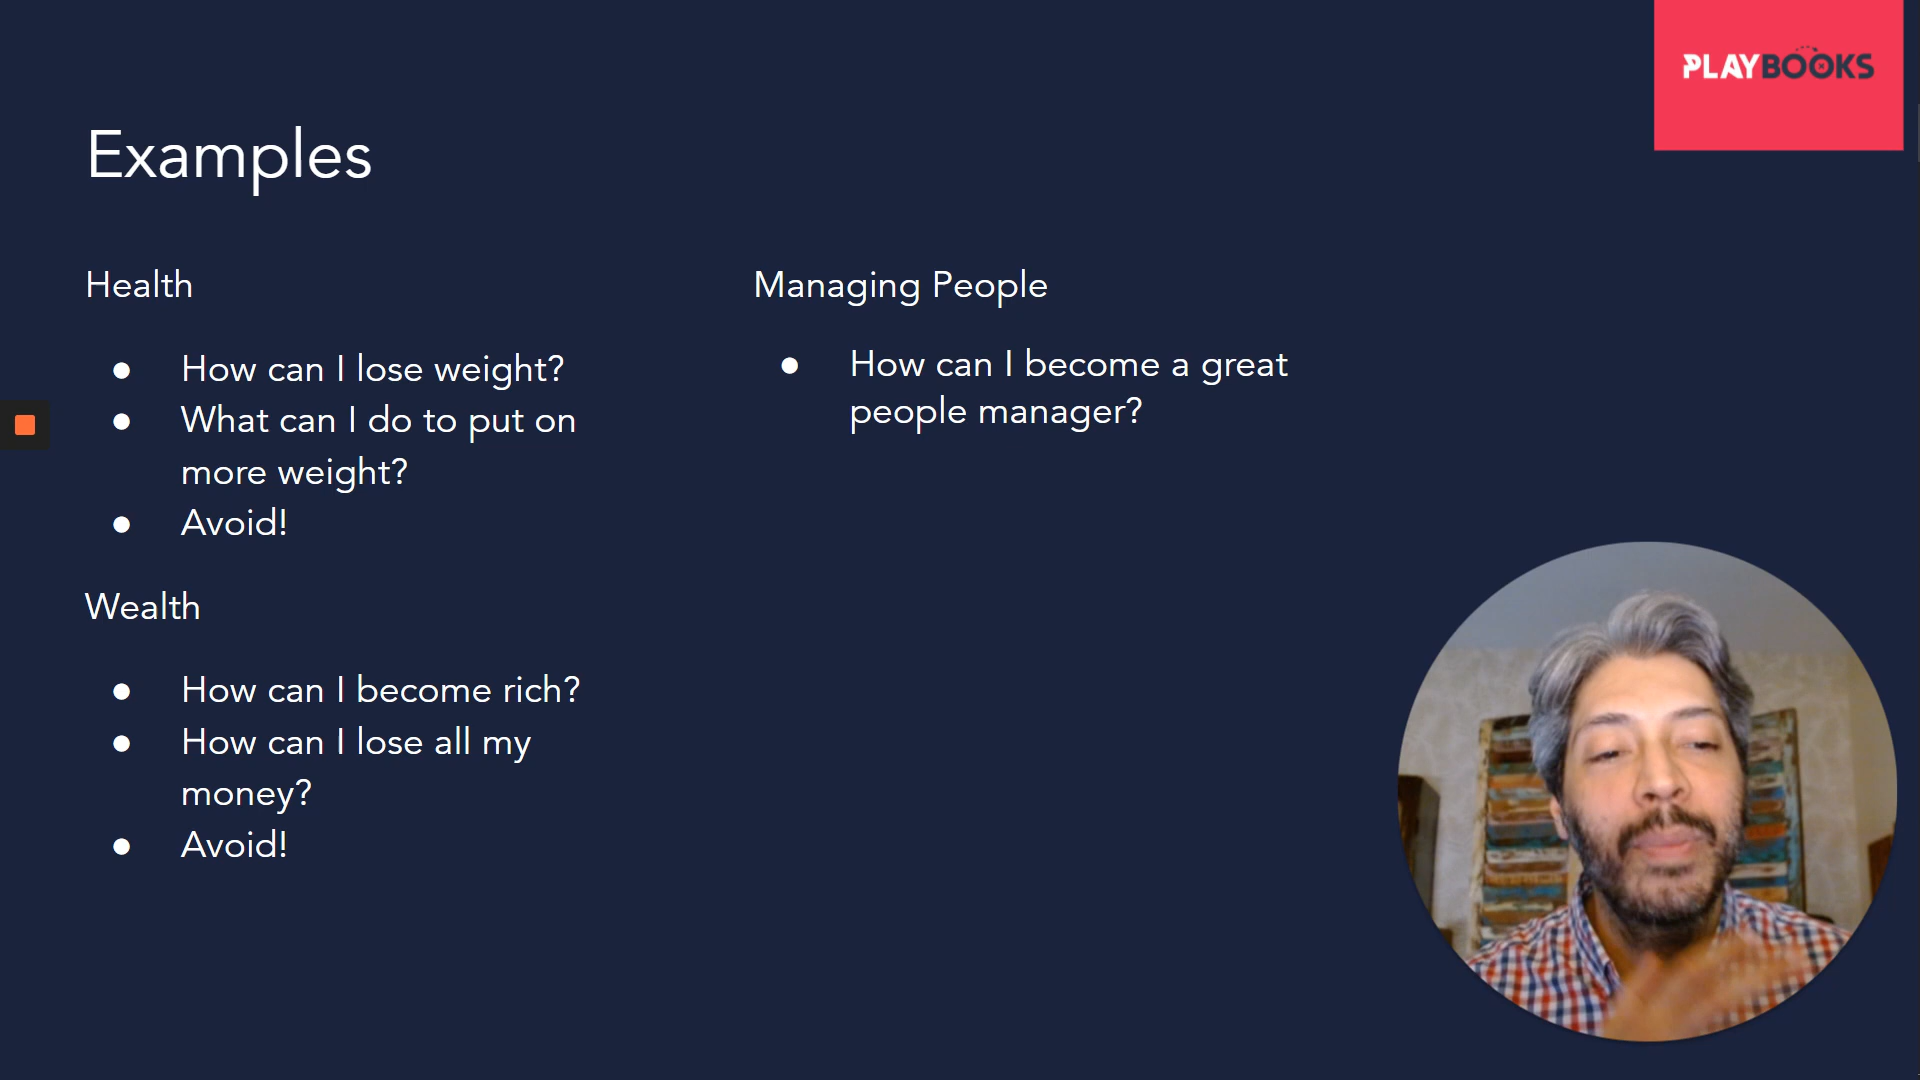 PLAYBOOKS
Examples
Health
● How can I lose weight?
● What can I do to put on
more weight?
● Avoid!
Wealth
● How can I become rich?
● How can I lose all my
money?
● Avoid!
Managing People
● How can I become a great
people manager?